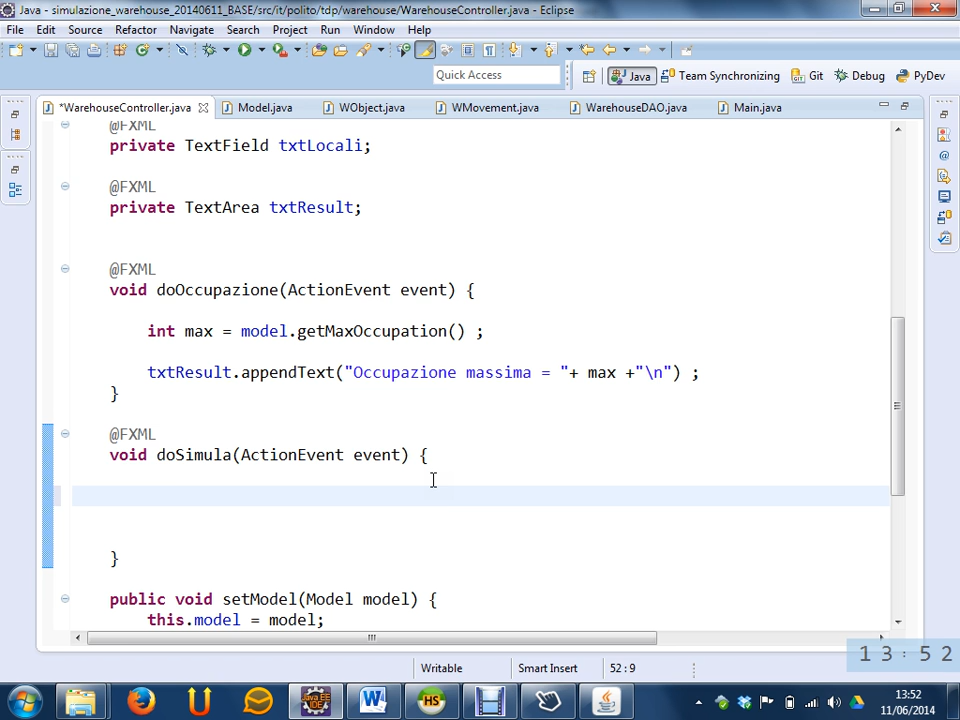 Java - simulazione_warehouse_20140611_BASE/src/it/polito/tdp/warehouse/WarehouseController.java - Eclipse
File Edit Source Refactor Navigate Search Project Run Window Help
Quick Access Java Team Synchronizing Git Debug PyDev
*WarehouseController.java Model.java WObject.java WMovement.java WarehouseDAO.java Main.java
@FXML
private TextField txtLocali;
@FXML
private TextArea txtResult;
@FXML
void doOccupazione(ActionEvent event) {
int max = model.getMaxOccupation() ;
txtResult.appendText("Occupazione massima = "+ max +"\n") ;
}
@FXML
void doSimula(ActionEvent event) {
}
public void setModel(Model model) {
this.model = model;
13:52
Writable Smart Insert 52 : 9
13:52
11/06/2014